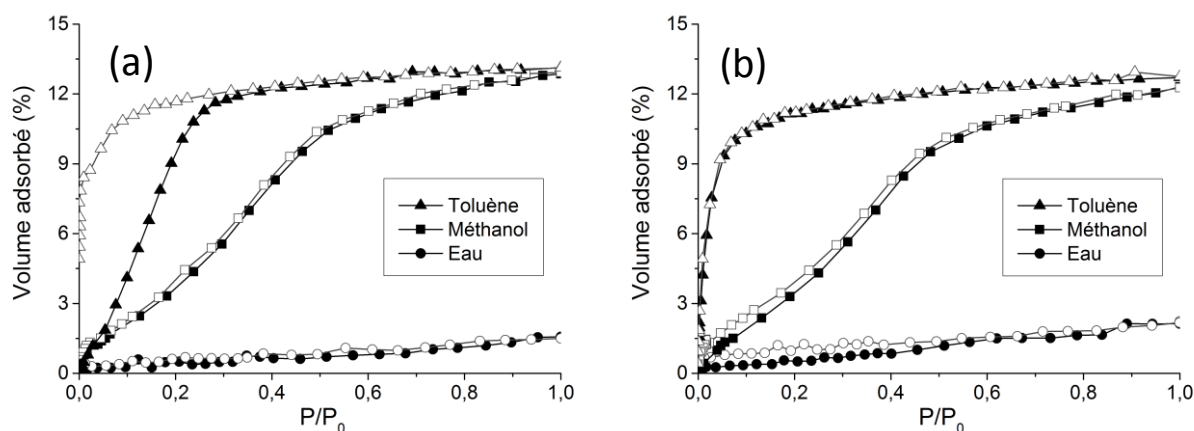 (a)
Volume adsorbé (%)
15
12
9
6
3
0
Toluène
Méthanol
Eau
0,0 0,2 0,4 0,6 0,8 1,0
P/P₀
(b)
Volume adsorbé (%)
15
12
9
6
3
0
Toluène
Méthanol
Eau
0,0 0,2 0,4 0,6 0,8 1,0
P/P₀